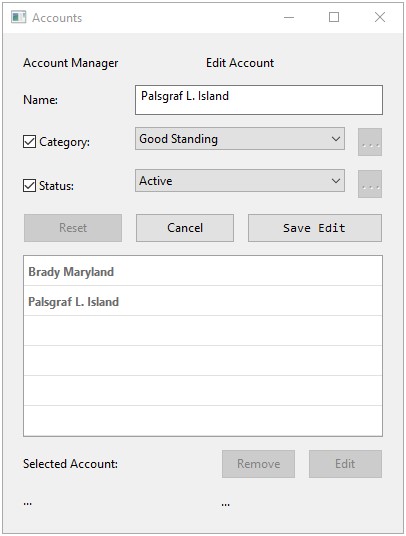 Accounts
Account Manager Edit Account
Name: Palsgraf L. Island
Category: Good Standing ...
Status: Active ...
Reset Cancel Save Edit
Brady Maryland
Palsgraf L. Island
Selected Account: Remove Edit
... ...